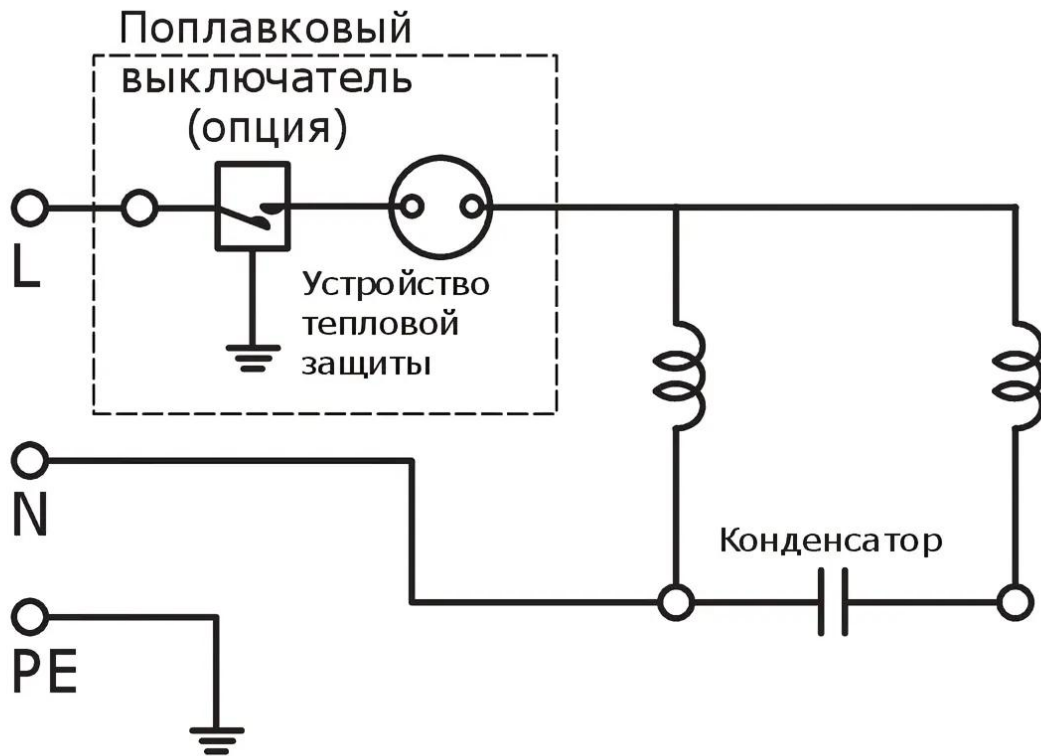 Поплавковый
выключатель
(опция)
L
Устройство
тепловой
защиты
N
Конденсатор
PE